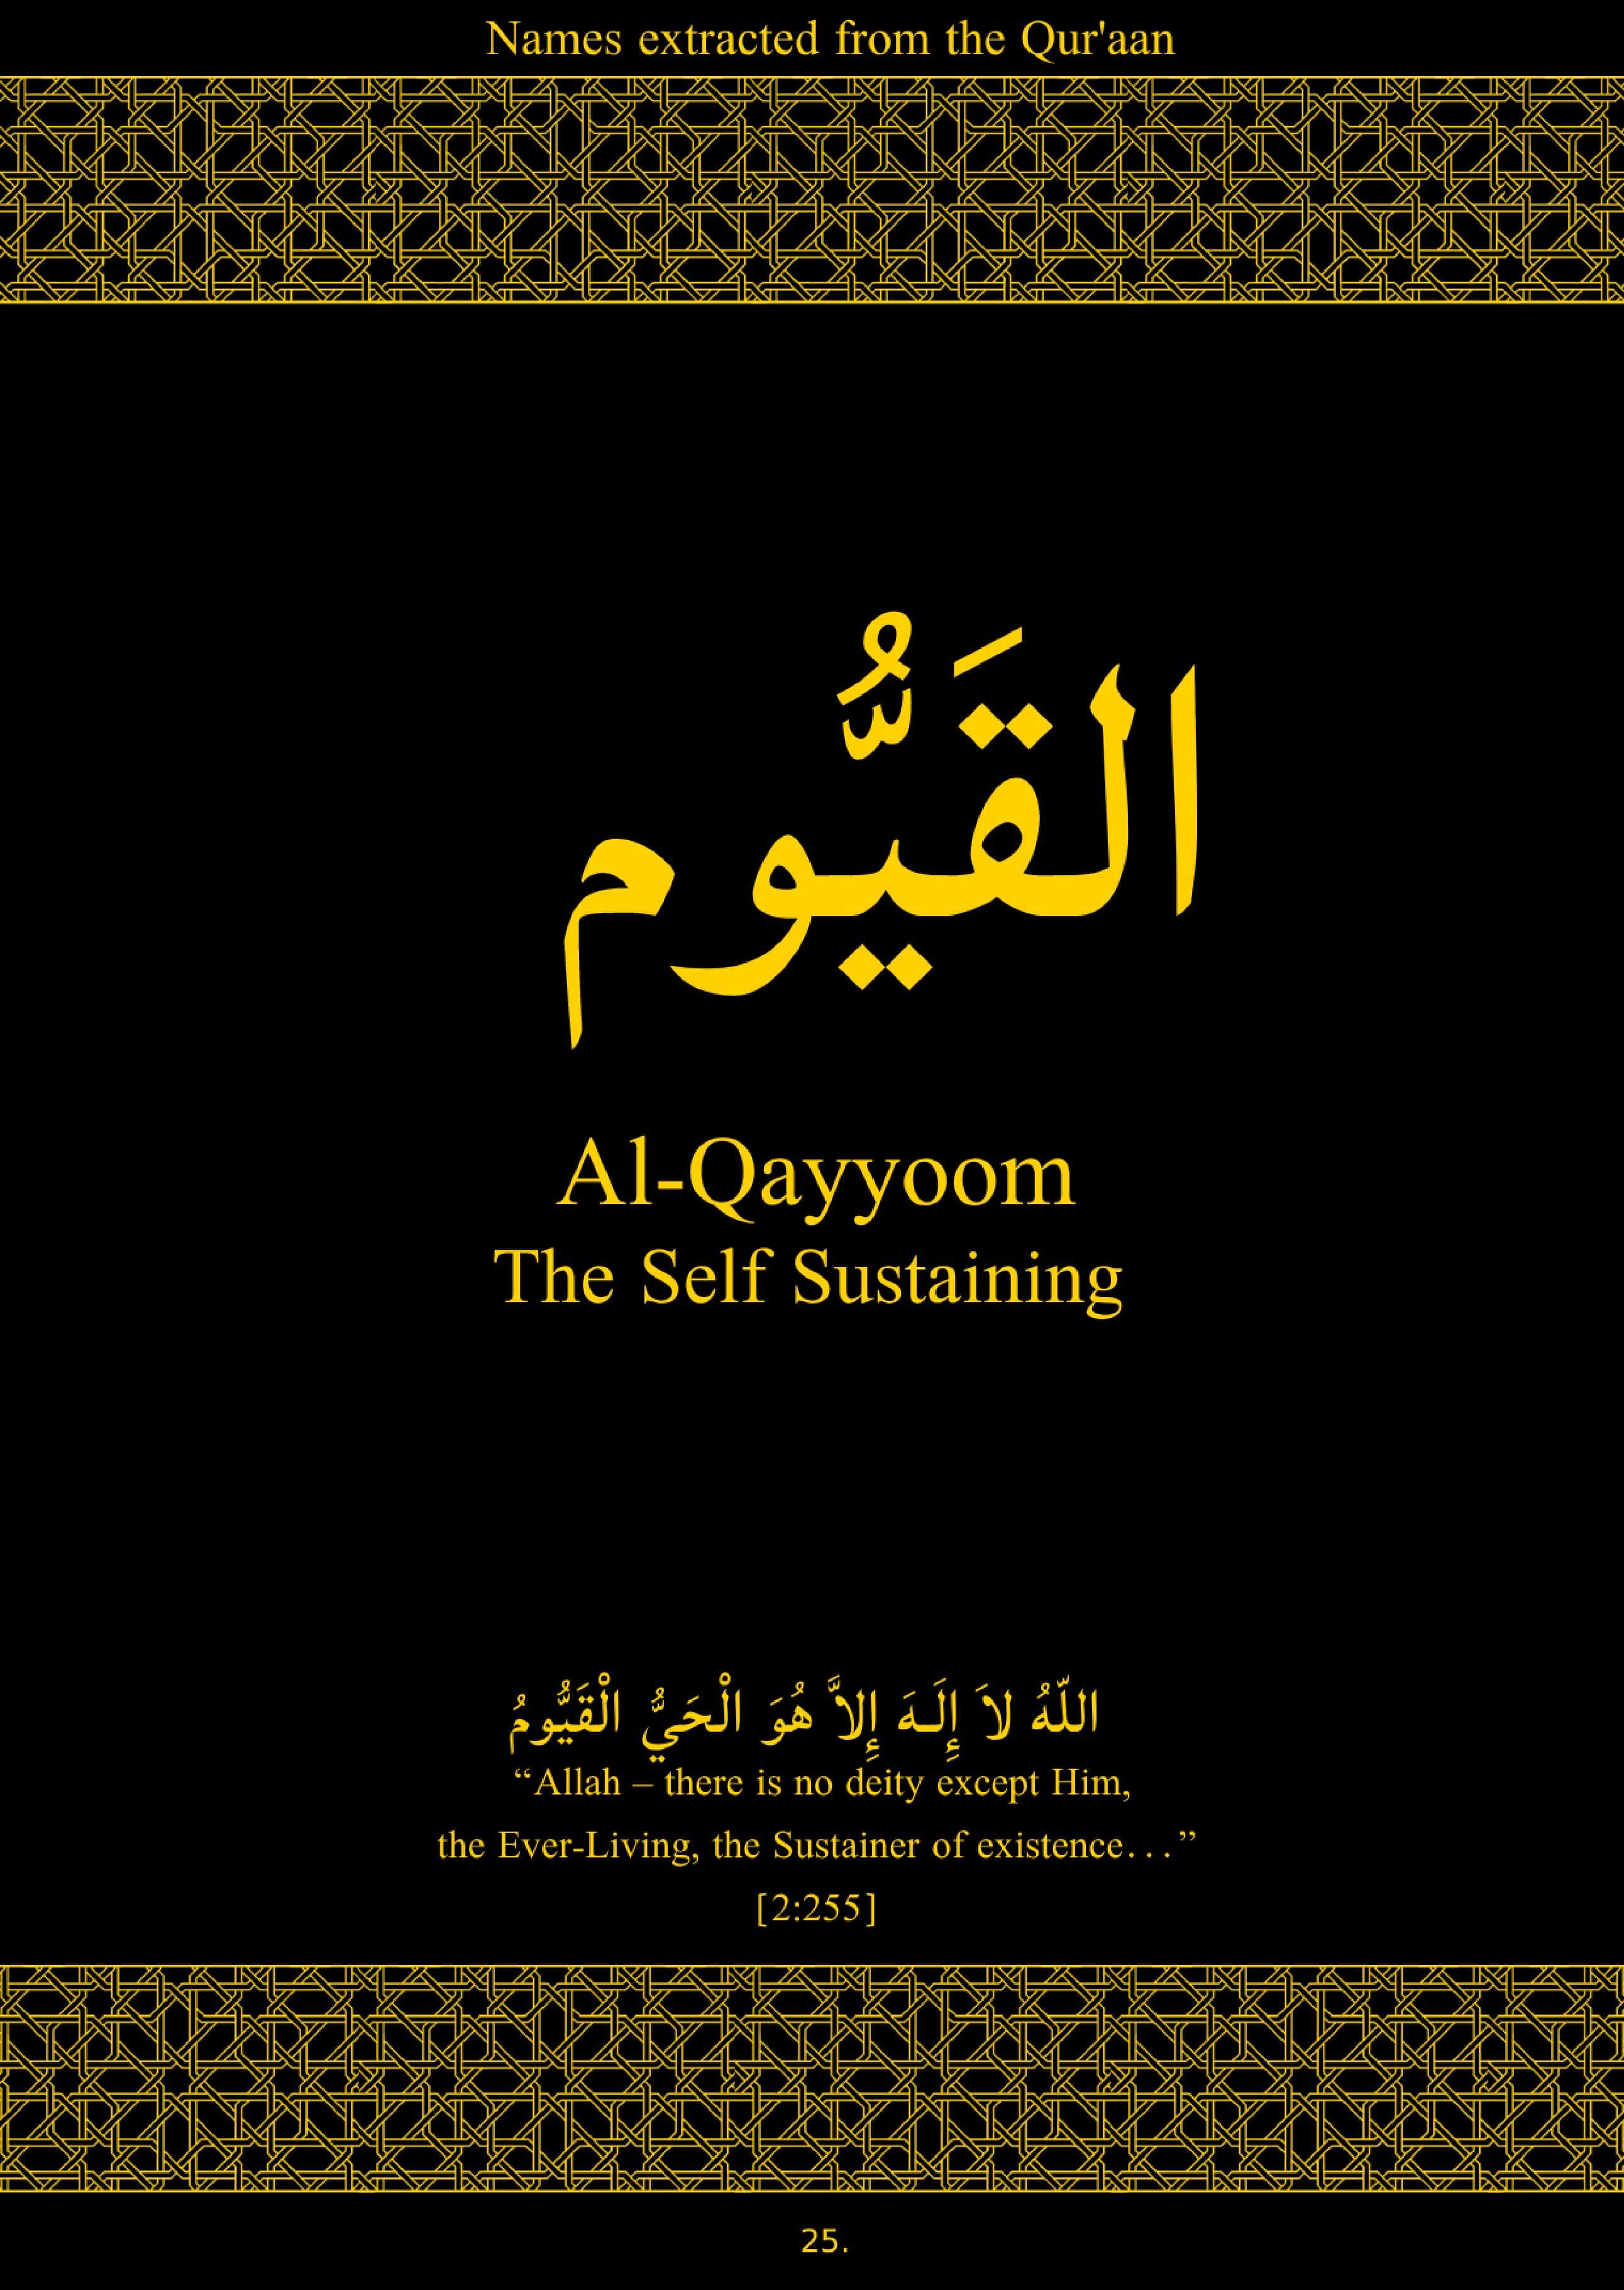 Names extracted from the Qur'aan
القَيُّوم
Al-Qayyoom
The Self Sustaining
اللّهُ لاَ إِلَـهَ إِلاَّ هُوَ الْحَيُّ الْقَيُّومُ
“Allah – there is no deity except Him,
the Ever-Living, the Sustainer of existence…”
[2:255]
25.